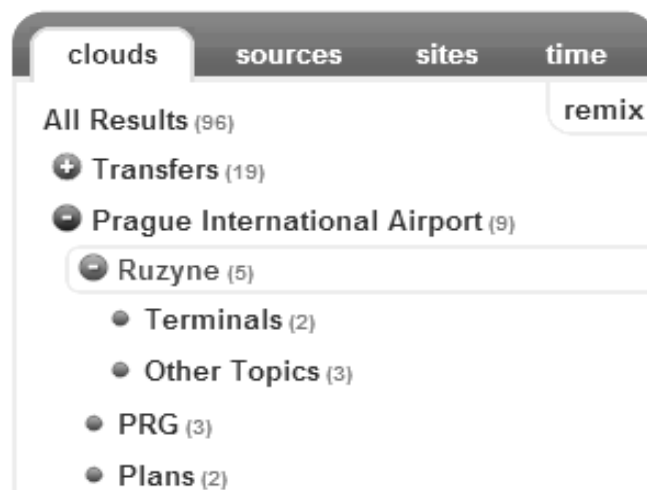 clouds sources sites time
remix
All Results (96)
Transfers (19)
Prague International Airport (9)
Ruzyne (5)
Terminals (2)
Other Topics (3)
PRG (3)
Plans (2)